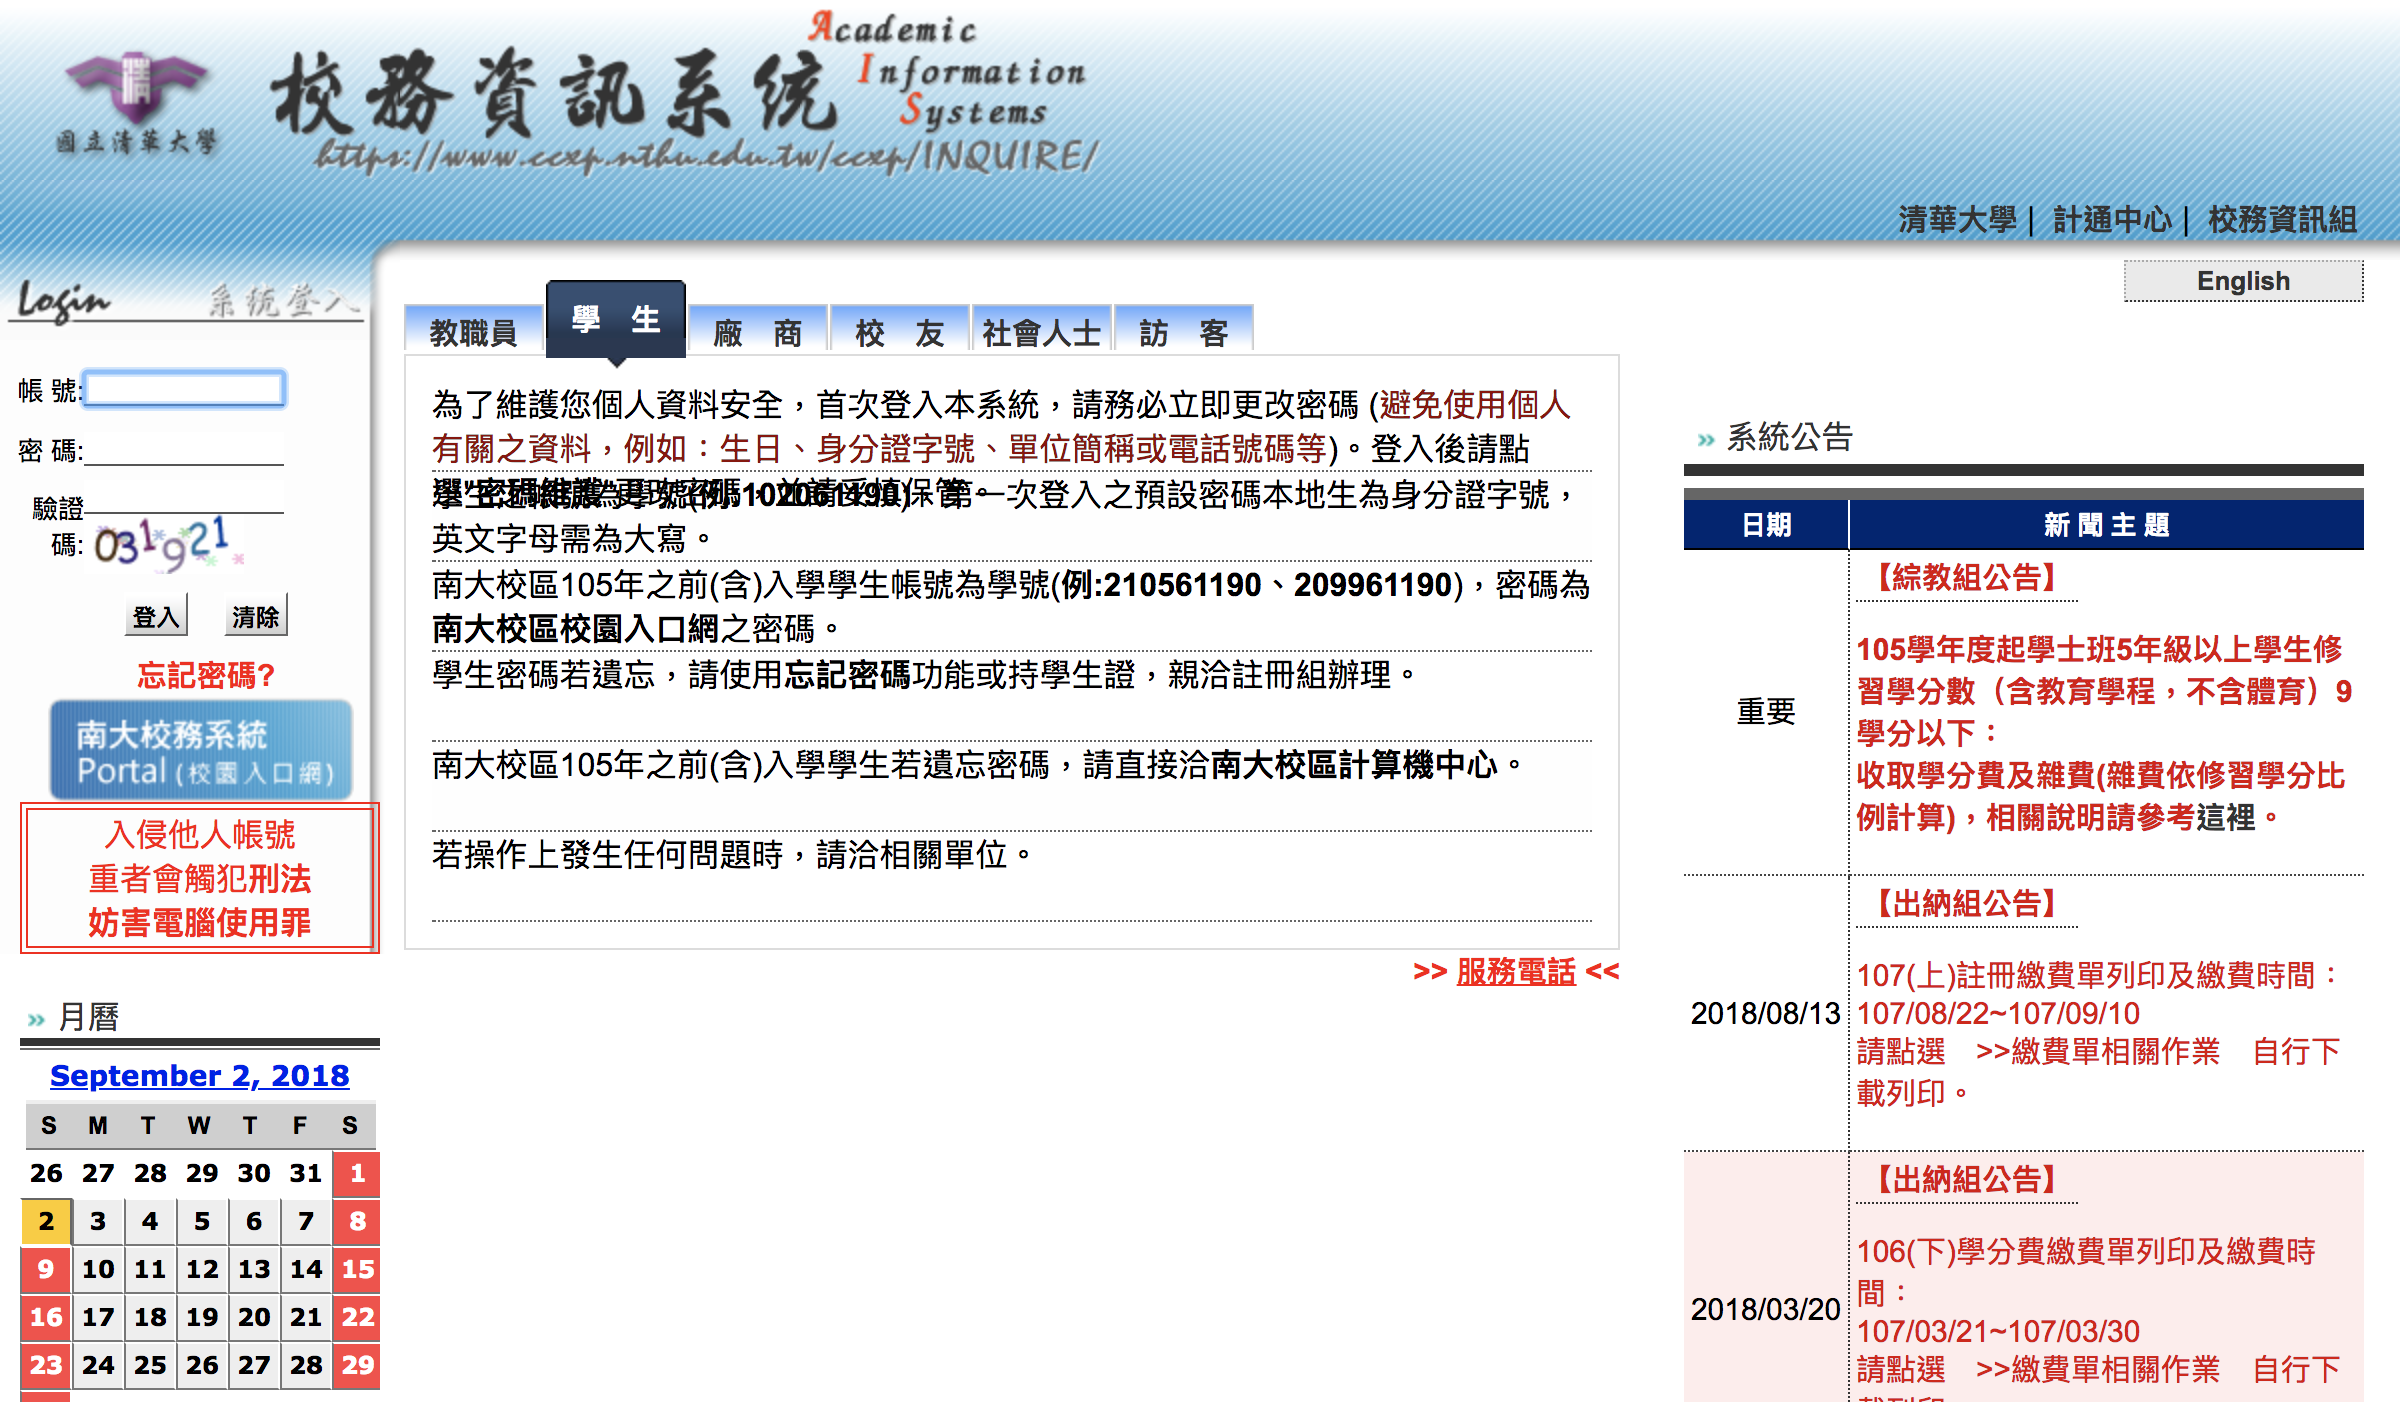 國立清華大學
校務資訊系統
Academic
Information
Systems
https://www.ccxp.nthu.edu.tw/ccxp/INQUIRE/
清華大學 | 計通中心 | 校務資訊組
English
Login 系統登入
帳 號:
密 碼:
驗證
碼:
031921
登入 清除
忘記密碼?
南大校務系統
Portal (校園入口網)
入侵他人帳號
重者會觸犯刑法
妨害電腦使用罪
» 月曆
September 2, 2018
S M T W T F S
26 27 28 29 30 31 1
2 3 4 5 6 7 8
9 10 11 12 13 14 15
16 17 18 19 20 21 22
23 24 25 26 27 28 29
教職員 學 生 廠 商 校 友 社會人士 訪 客
為了維護您個人資料安全，首次登入本系統，請務必立即更改密碼 (避免使用個人
有關之資料，例如：生日、身分證字號、單位簡稱或電話號碼等)。登入後請點
(例:102061190)，第一次登入之預設密碼本地生為身分證字號，
英文字母需為大寫。
南大校區105年之前(含)入學學生帳號為學號(例:210561190、209961190)，密碼為
南大校區校園入口網之密碼。
學生密碼若遺忘，請使用忘記密碼功能或持學生證，親洽註冊組辦理。
南大校區105年之前(含)入學學生若遺忘密碼，請直接洽南大校區計算機中心。
若操作上發生任何問題時，請洽相關單位。
>> 服務電話 <<
» 系統公告
日期 新 聞 主 題
重要
【綜教組公告】
105學年度起學士班5年級以上學生修
習學分數（含教育學程，不含體育）9
學分以下：
收取學分費及雜費(雜費依修習學分比
例計算)，相關說明請參考這裡。
2018/08/13
【出納組公告】
107(上)註冊繳費單列印及繳費時間：
107/08/22~107/09/10
請點選 >>繳費單相關作業 自行下
載列印。
2018/03/20
【出納組公告】
106(下)學分費繳費單列印及繳費時
間：
107/03/21~107/03/30
請點選 >>繳費單相關作業 自行下